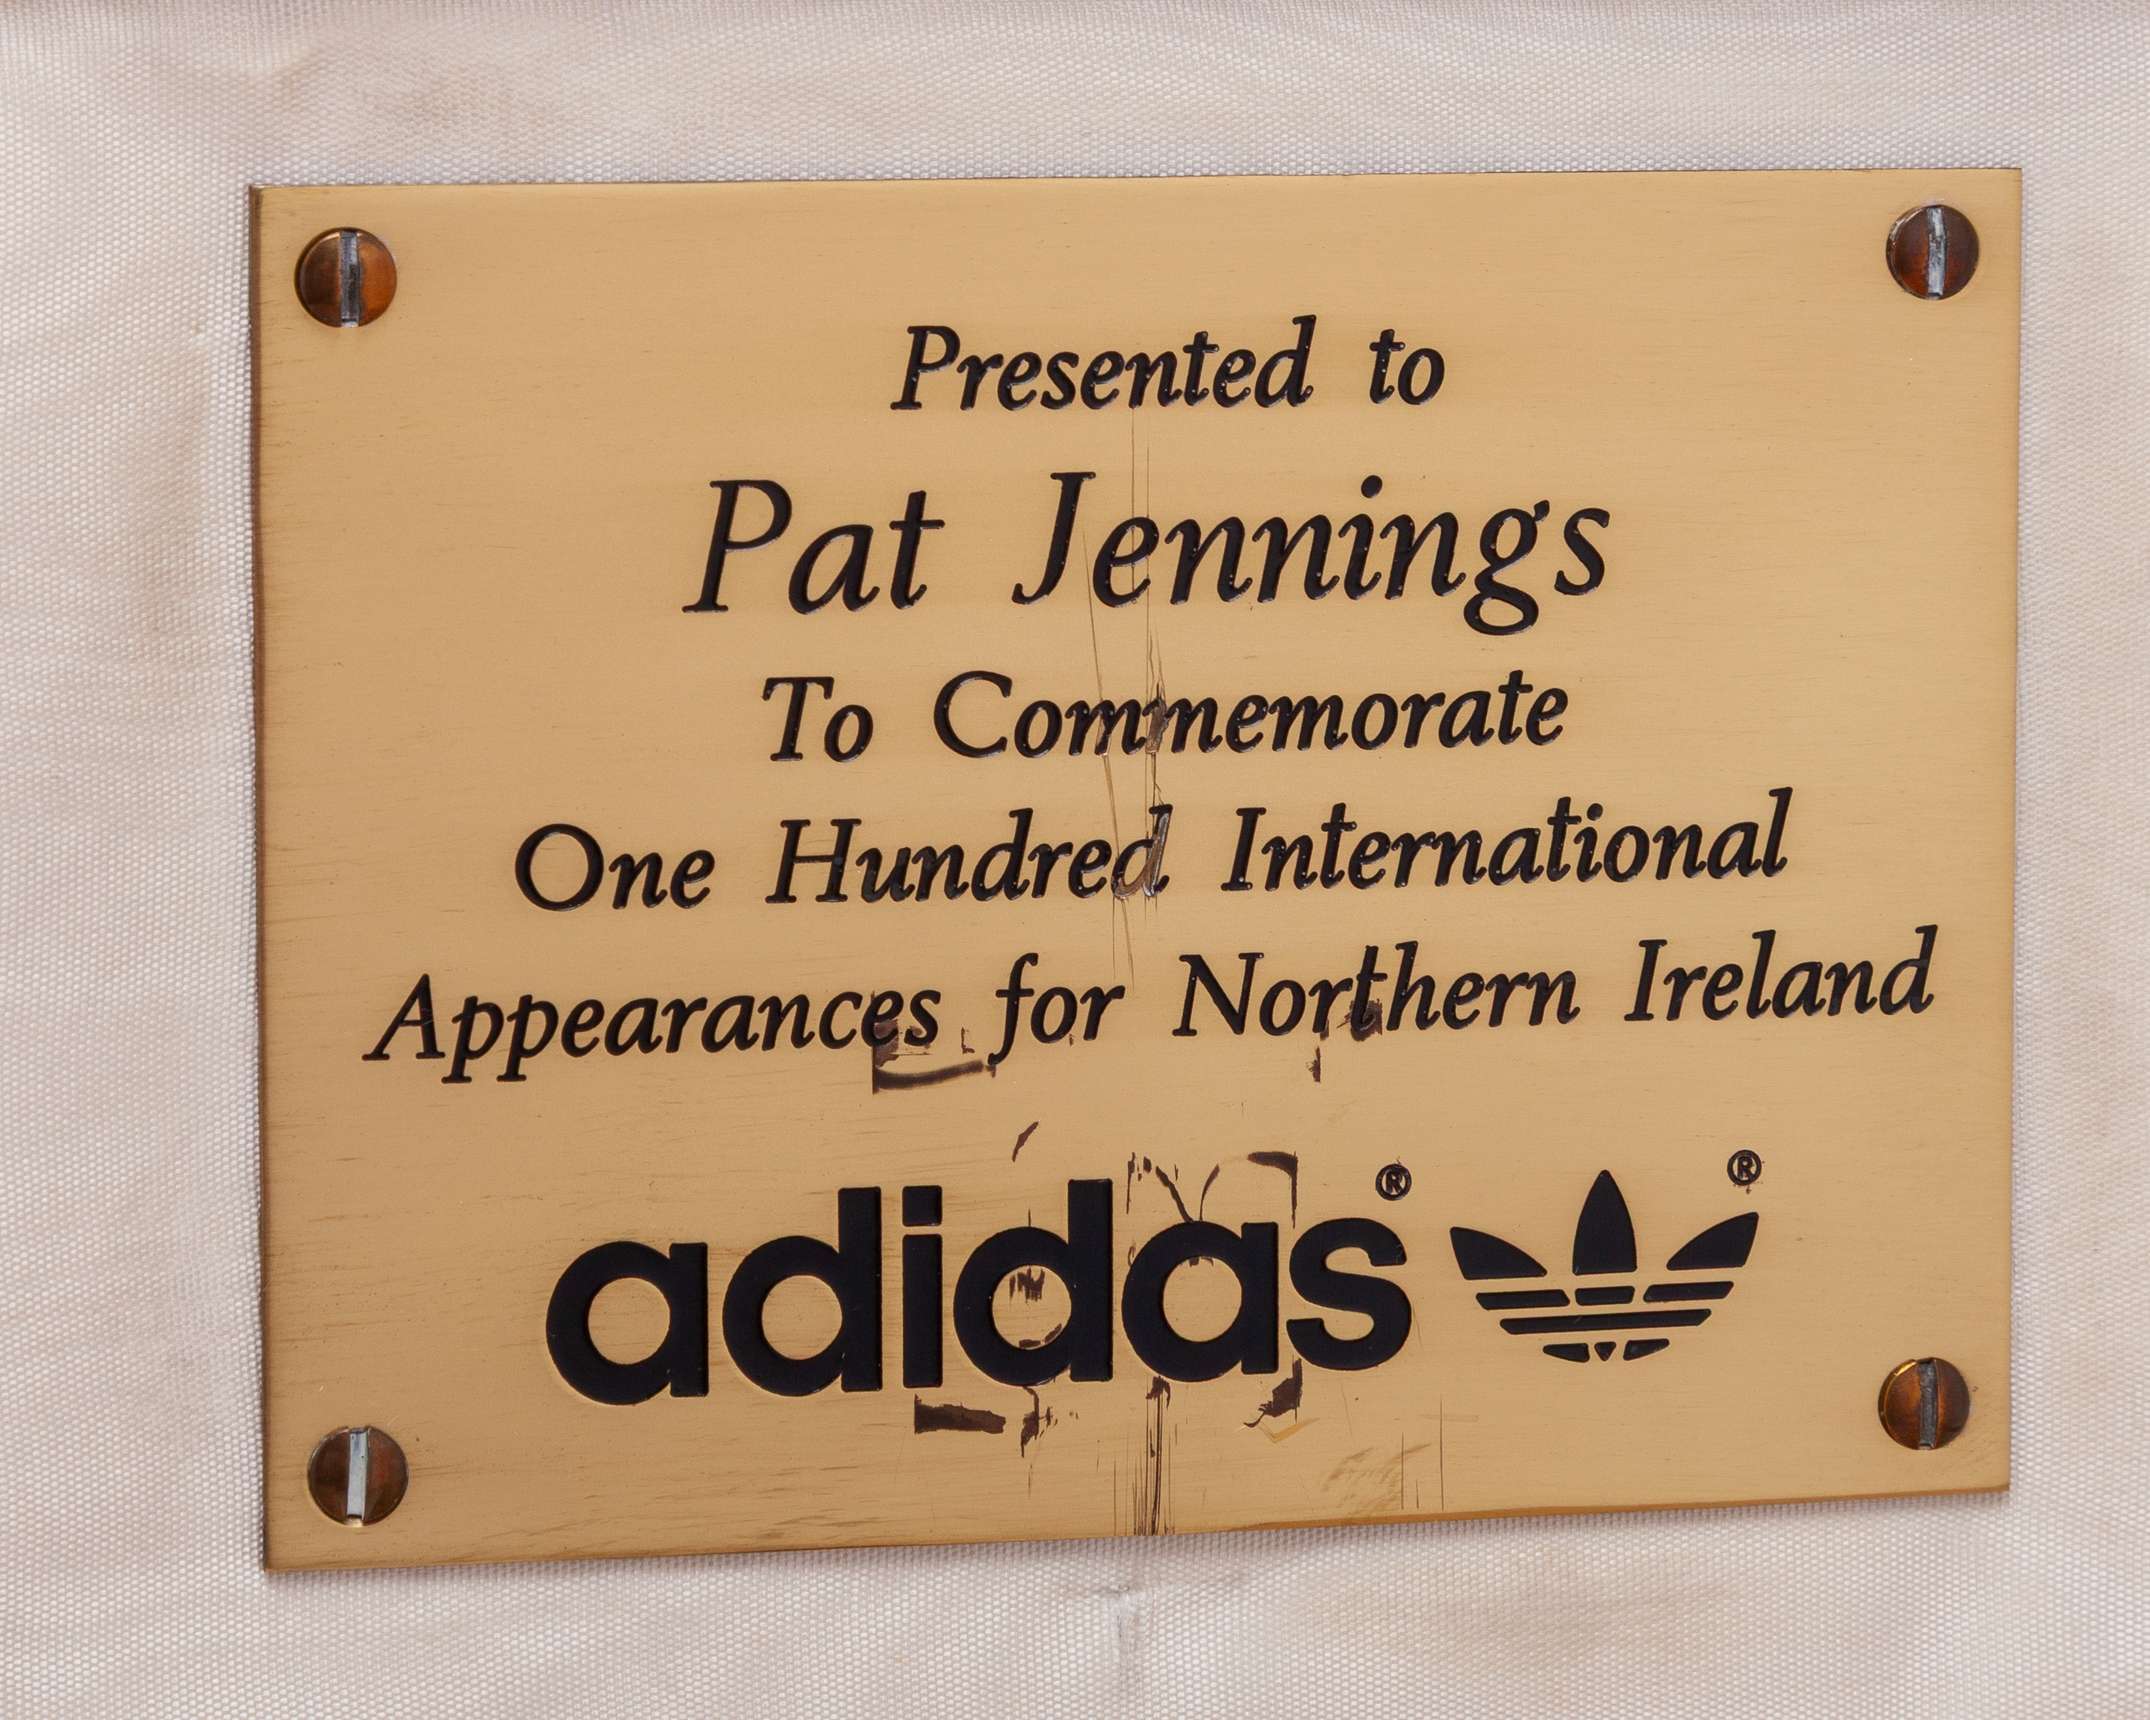 Presented to
Pat Jennings
To Commemorate
One Hundred International
Appearances for Northern Ireland
adidas® ®